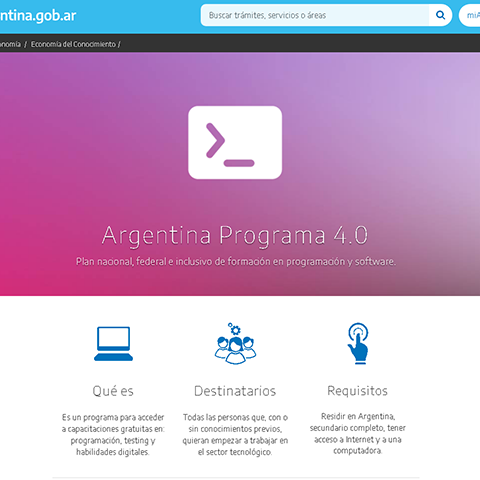 ntina.gob.ar
Buscar trámites, servicios o áreas
miA
nomía / Economía del Conocimiento /
Argentina Programa 4.0
Plan nacional, federal e inclusivo de formación en programación y software.
Qué es
Es un programa para acceder
a capacitaciones gratuitas en:
programación, testing y
habilidades digitales.
Destinatarios
Todas las personas que, con o
sin conocimientos previos,
quieran empezar a trabajar en
el sector tecnológico.
Requisitos
Residir en Argentina,
secundario completo, tener
acceso a Internet y a una
computadora.